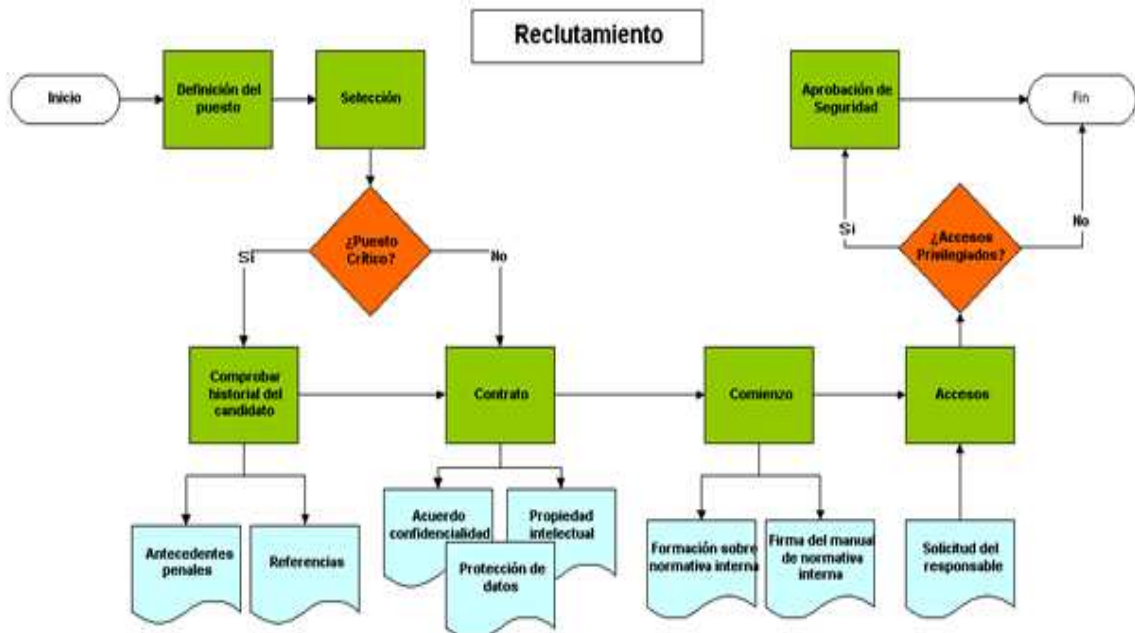 Reclutamiento
Inicio
Definición del
puesto
Selección
Aprobación de
Seguridad
Fin
¿Puesto
Crítico?
Sí
No
¿Accesos
Privilegiados?
Sí
No
Comprobar
historial del
candidato
Contrato
Comienzo
Accesos
Antecedentes
penales
Referencias
Acuerdo
confidencialidad
Propiedad
intelectual
Protección de
datos
Formación sobre
normativa interna
Firma del manual
de normativa
interna
Solicitud del
responsable